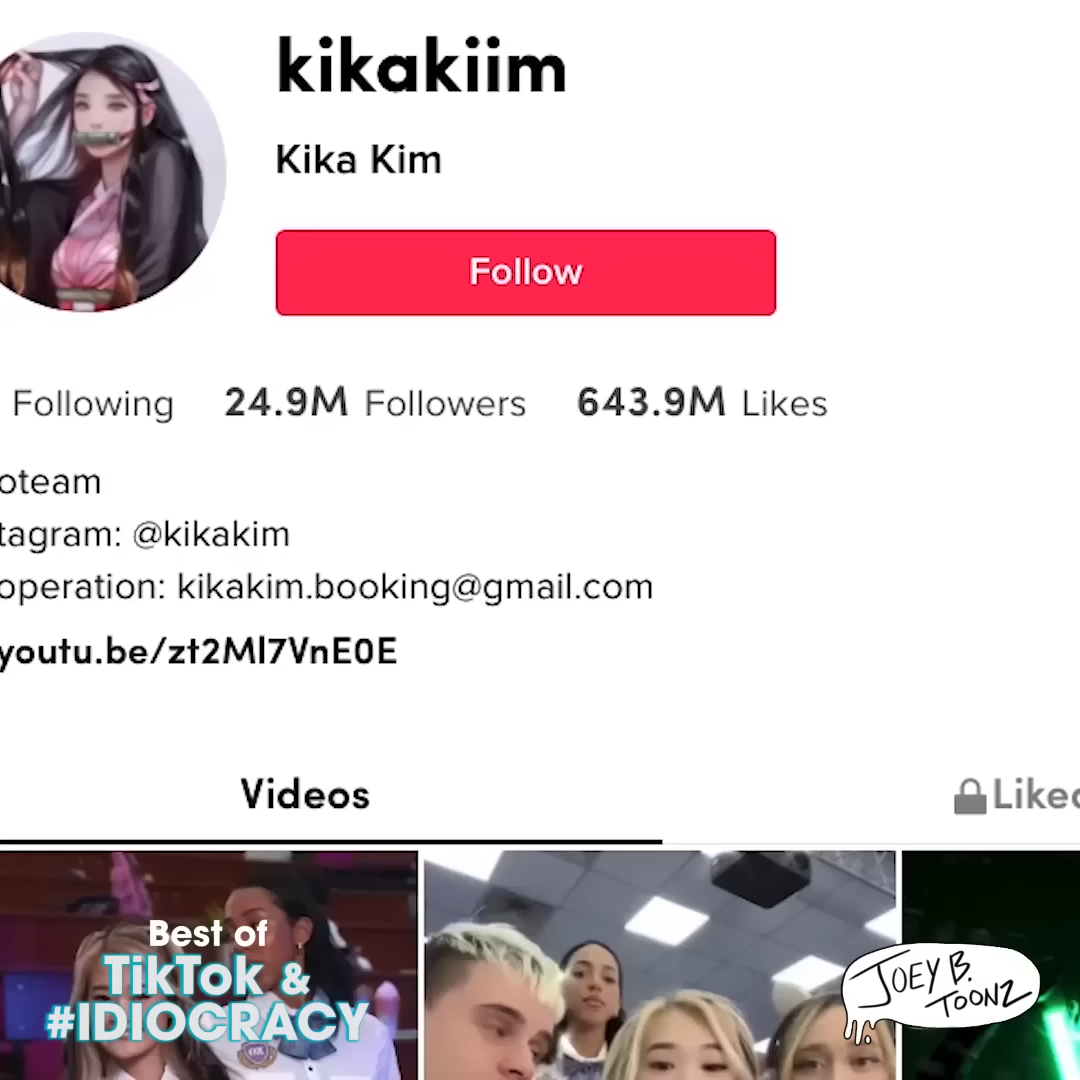 kikakiim
Kika Kim
Follow
Following 24.9M Followers 643.9M Likes
oteam
tagram: @kikakim
operation: kikakim.booking@gmail.com
youtu.be/zt2Ml7VnE0E
Videos
Liked
Best of
TikTok &
#IDIOCRACY
JOEY B.
TOONZ